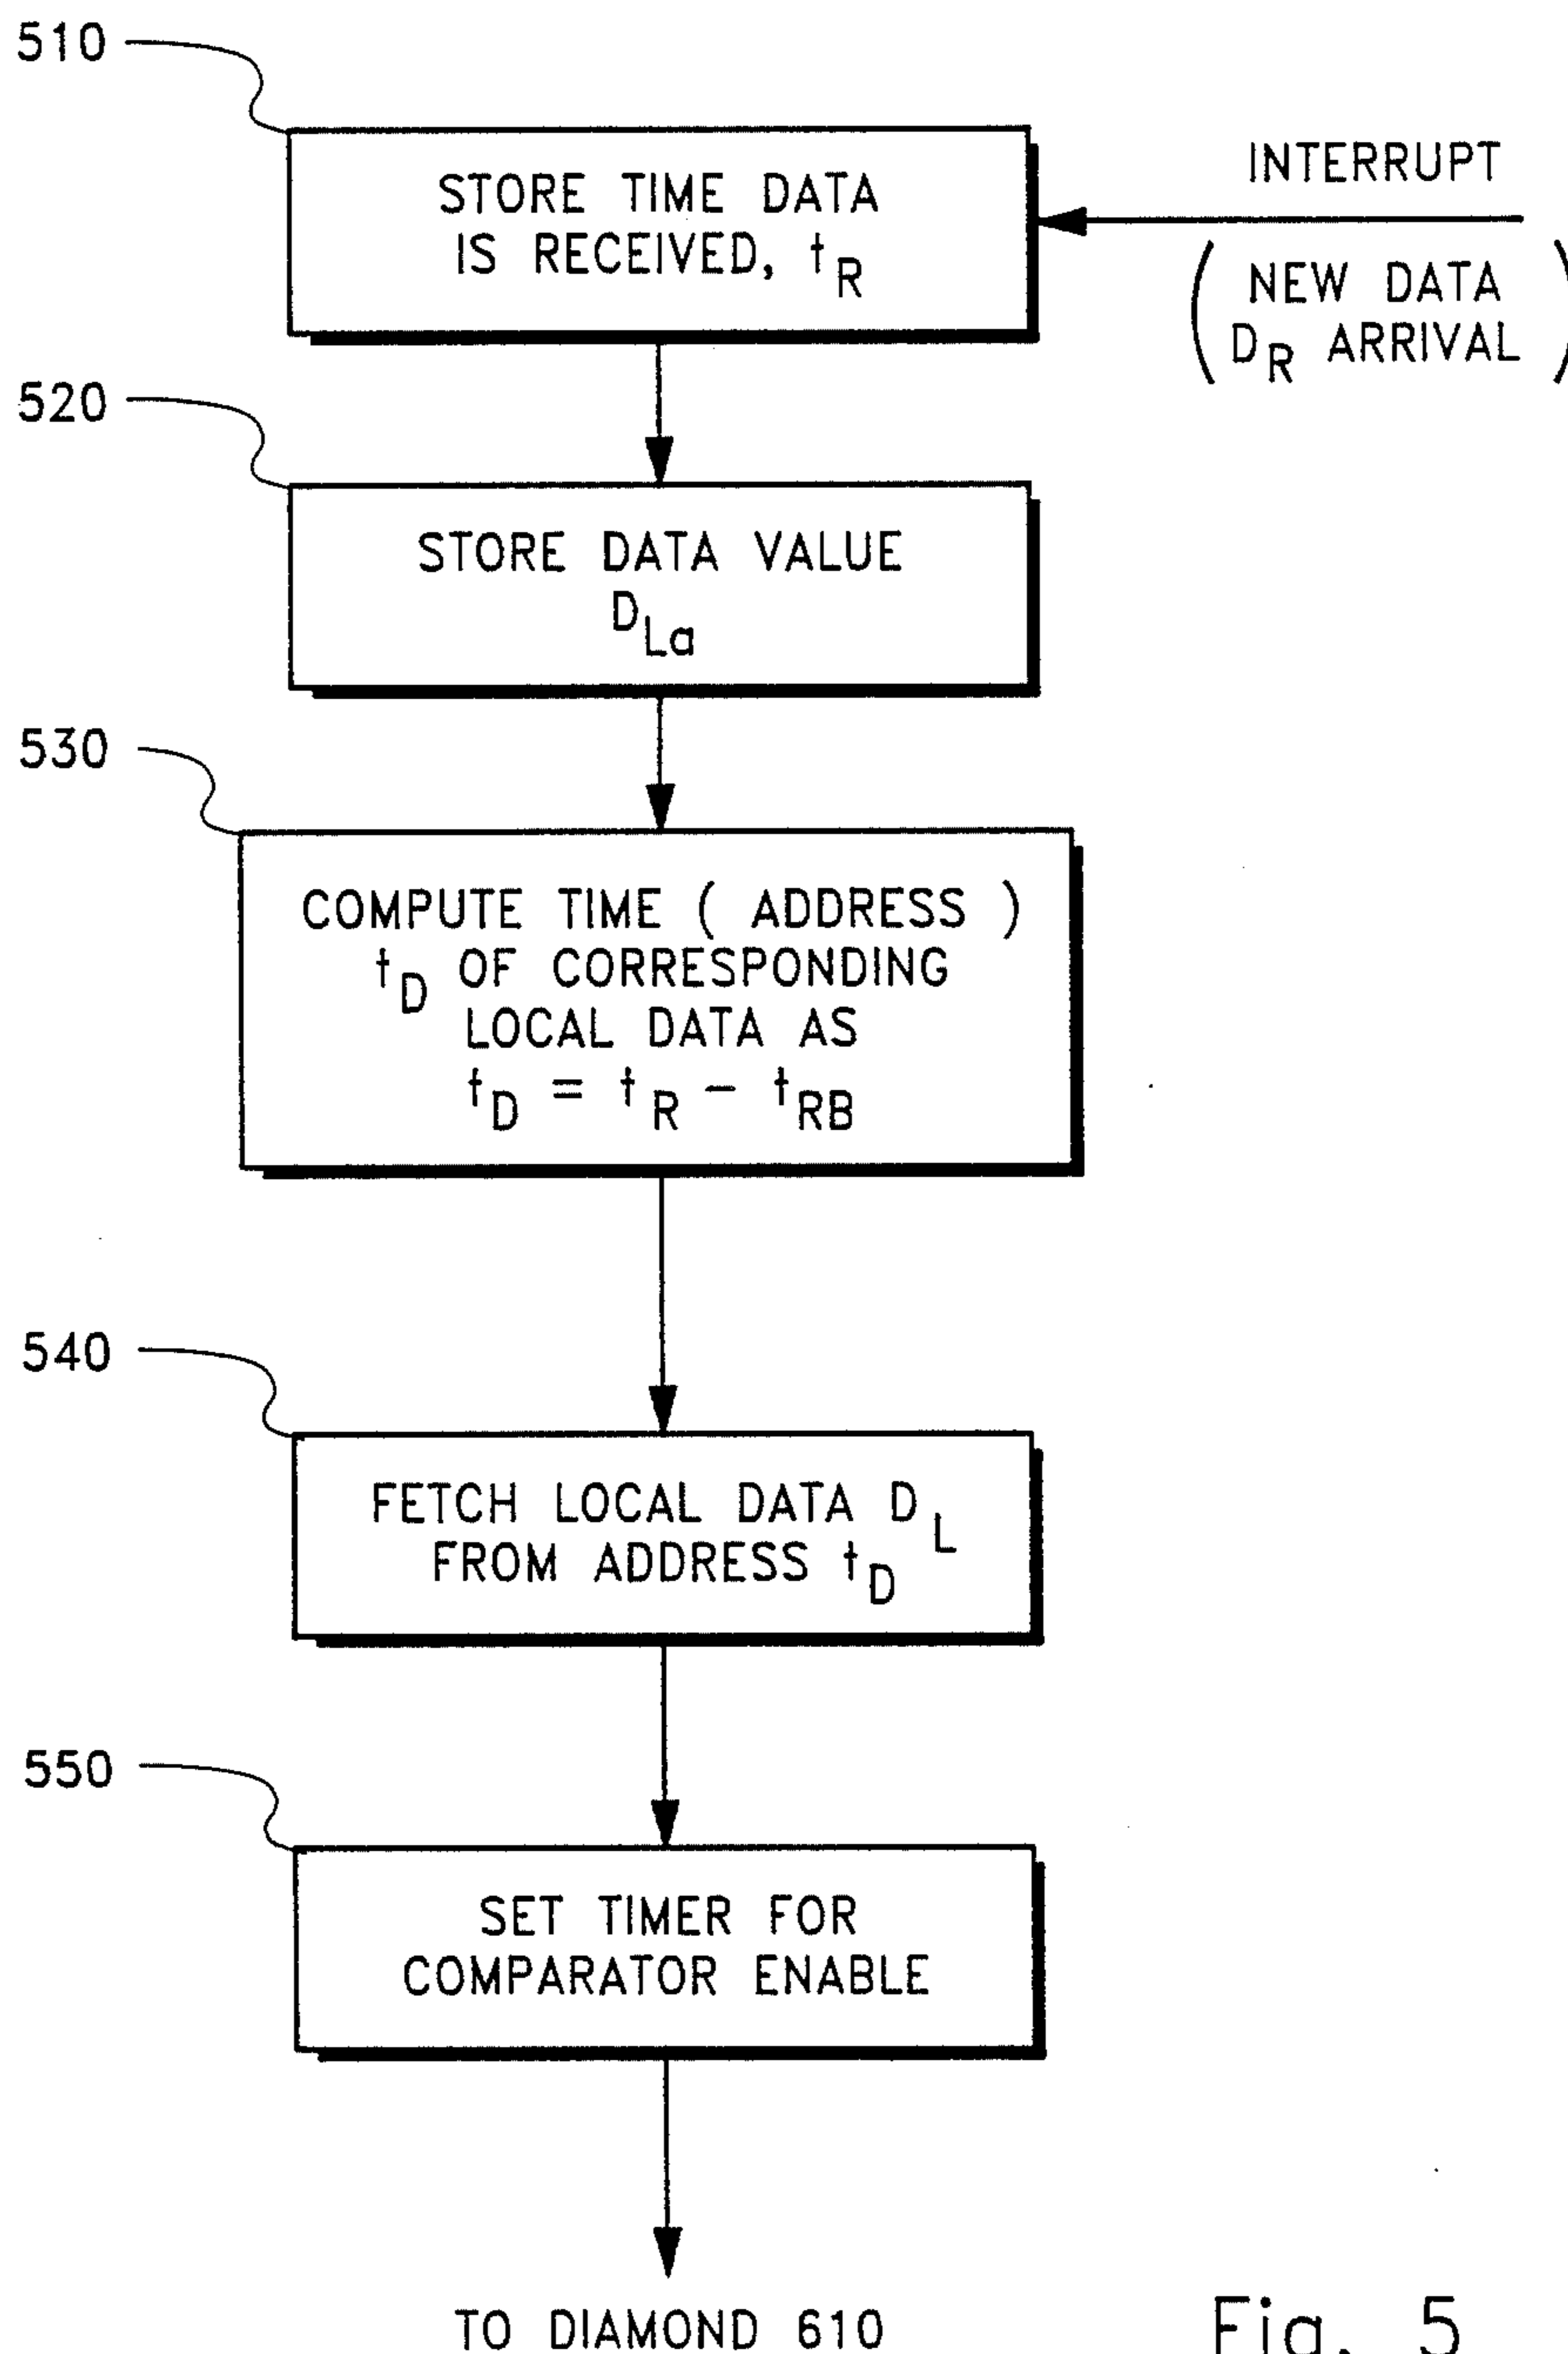 510
STORE TIME DATA
IS RECEIVED, tR
INTERRUPT
( NEW DATA
DR ARRIVAL )
520
STORE DATA VALUE
DLa
530
COMPUTE TIME ( ADDRESS )
tD OF CORRESPONDING
LOCAL DATA AS
tD = tR - tRB
540
FETCH LOCAL DATA DL
FROM ADDRESS tD
550
SET TIMER FOR
COMPARATOR ENABLE
TO DIAMOND 610
Fig. 5